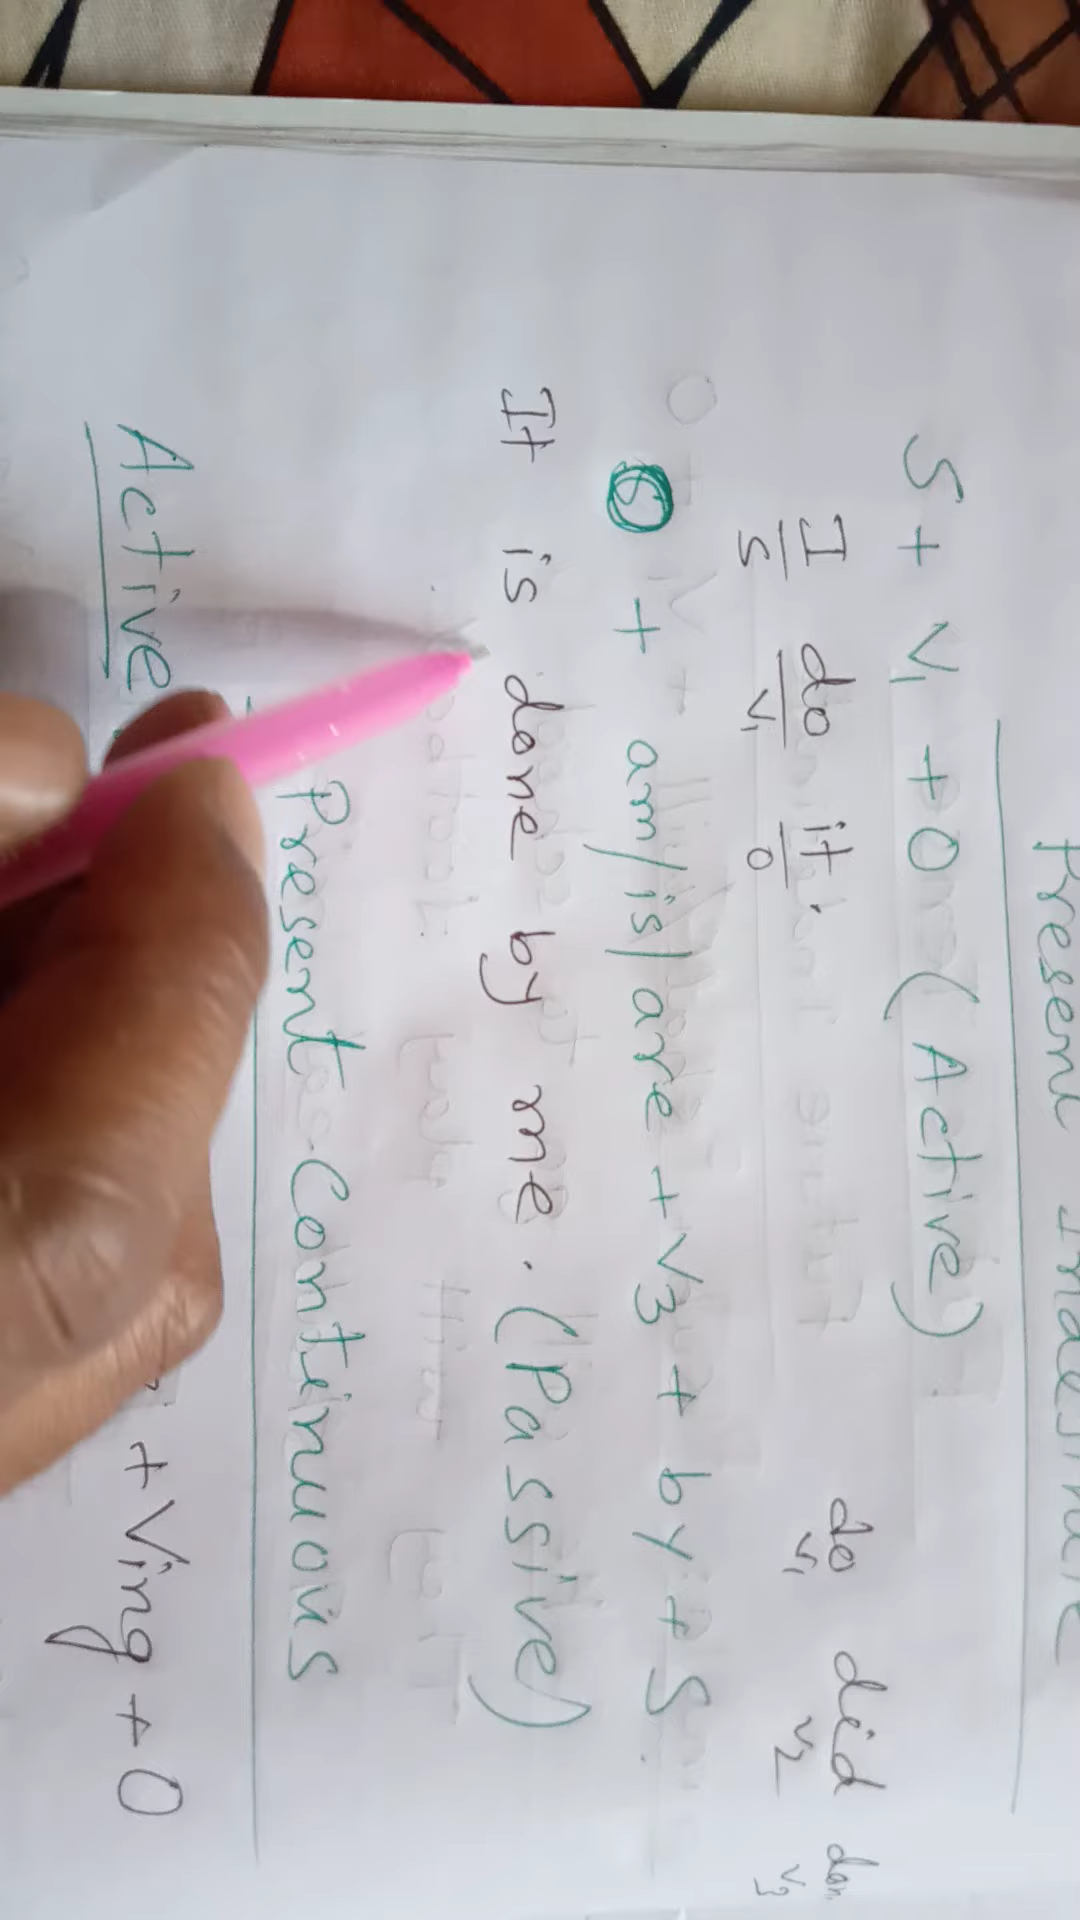 Present Indefinite
S + V1 + O (Active)
I do it. do did
S V1 O V1 V2 V3
O + am/is/are + V3 + by + S
It is done by me. (Passive)
Present Continuous
Active + Ving + O